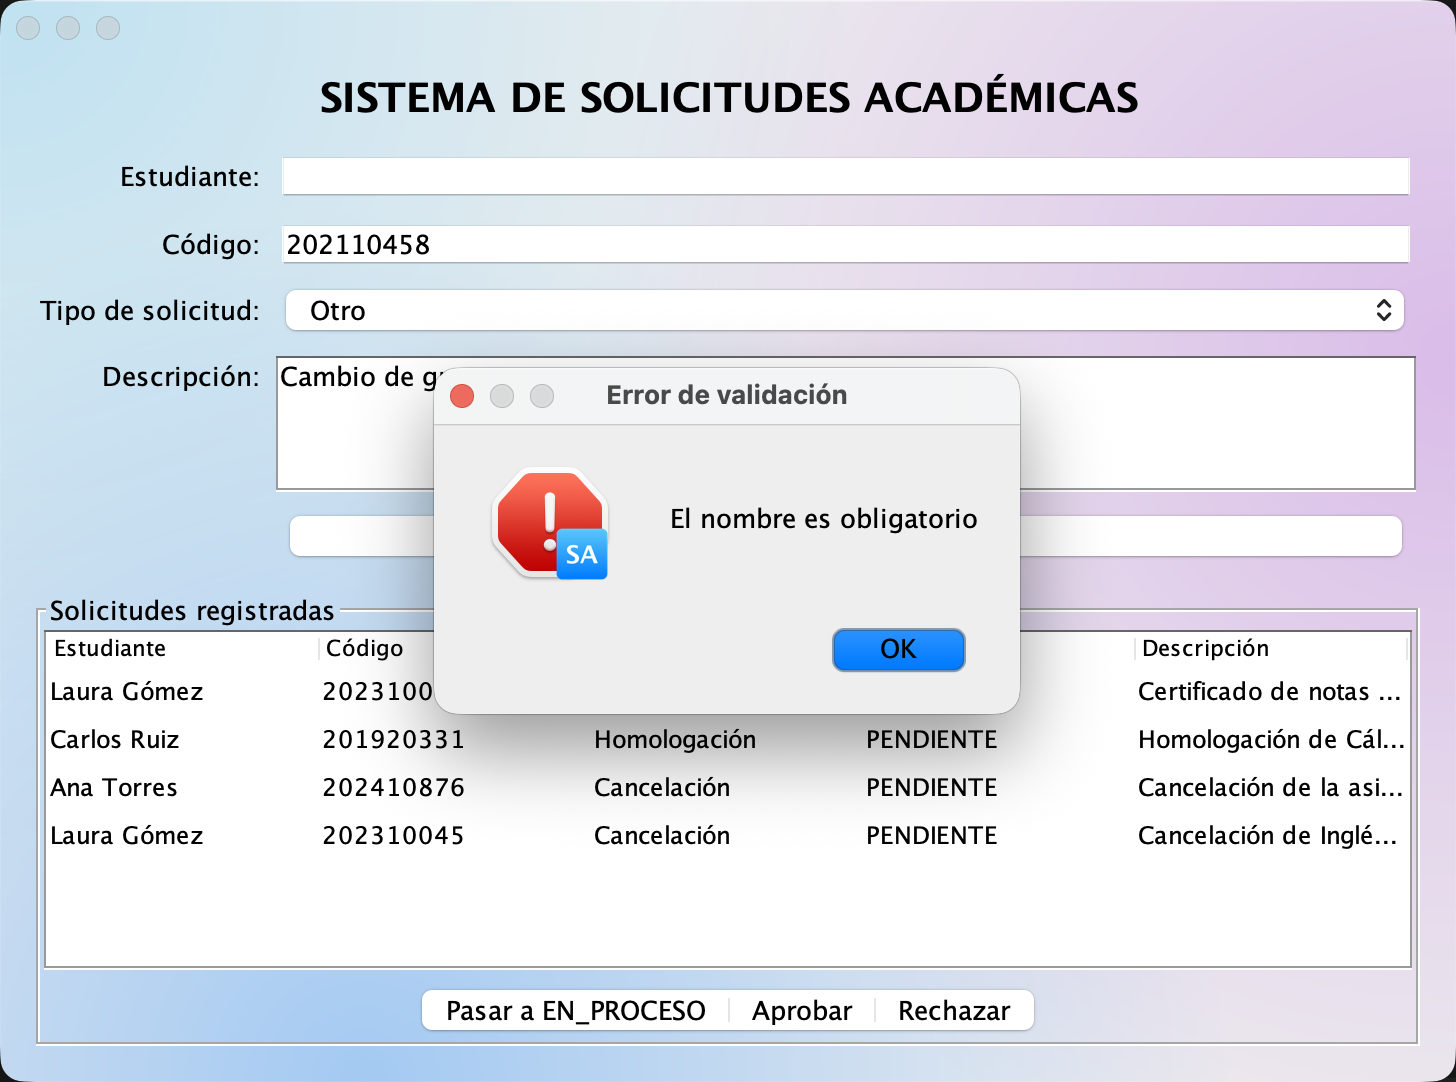 SISTEMA DE SOLICITUDES ACADÉMICAS
Estudiante:
Código: 202110458
Tipo de solicitud: Otro
Descripción: Cambio de
Error de validación
El nombre es obligatorio
SA
OK
Solicitudes registradas
Estudiante Código Descripción
Laura Gómez 2023100 Certificado de notas ...
Carlos Ruiz 201920331 Homologación PENDIENTE Homologación de Cál...
Ana Torres 202410876 Cancelación PENDIENTE Cancelación de la asi...
Laura Gómez 202310045 Cancelación PENDIENTE Cancelación de Inglé...
Pasar a EN_PROCESO Aprobar Rechazar